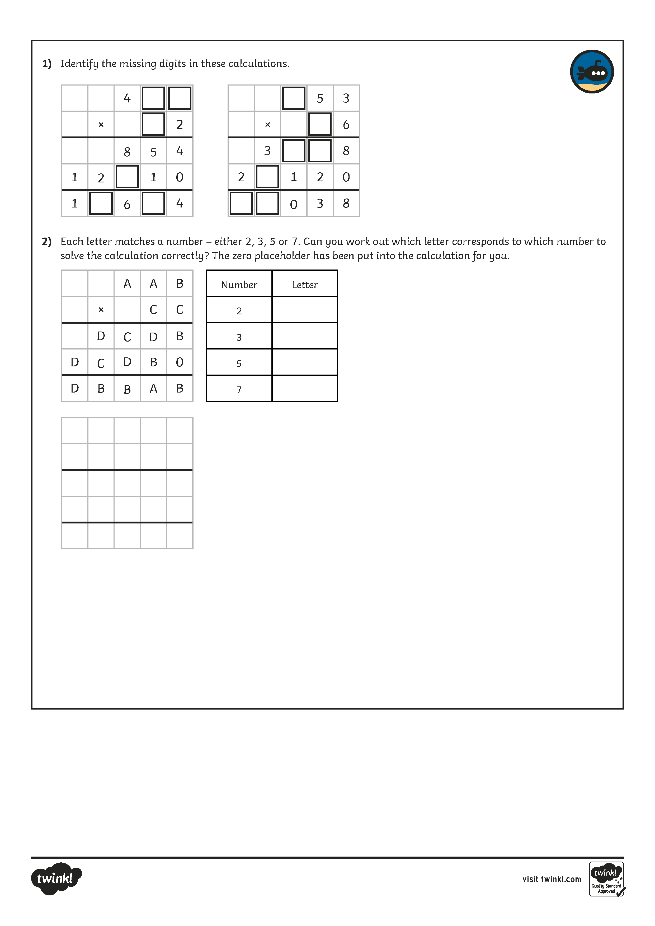 1) Identify the missing digits in these calculations.
4
× 2
8 5 4
1 2 1 0
1 6 4
5 3
× 6
3 8
2 1 2 0
0 3 8
2) Each letter matches a number – either 2, 3, 5 or 7. Can you work out which letter corresponds to which number to
solve the calculation correctly? The zero placeholder has been put into the calculation for you.
A A B
× C C
D C D B
D C D B 0
D B B A B
Number Letter
2
3
5
7
twinkl
visit twinkl.com
twinkl
Quality Standard
Approved